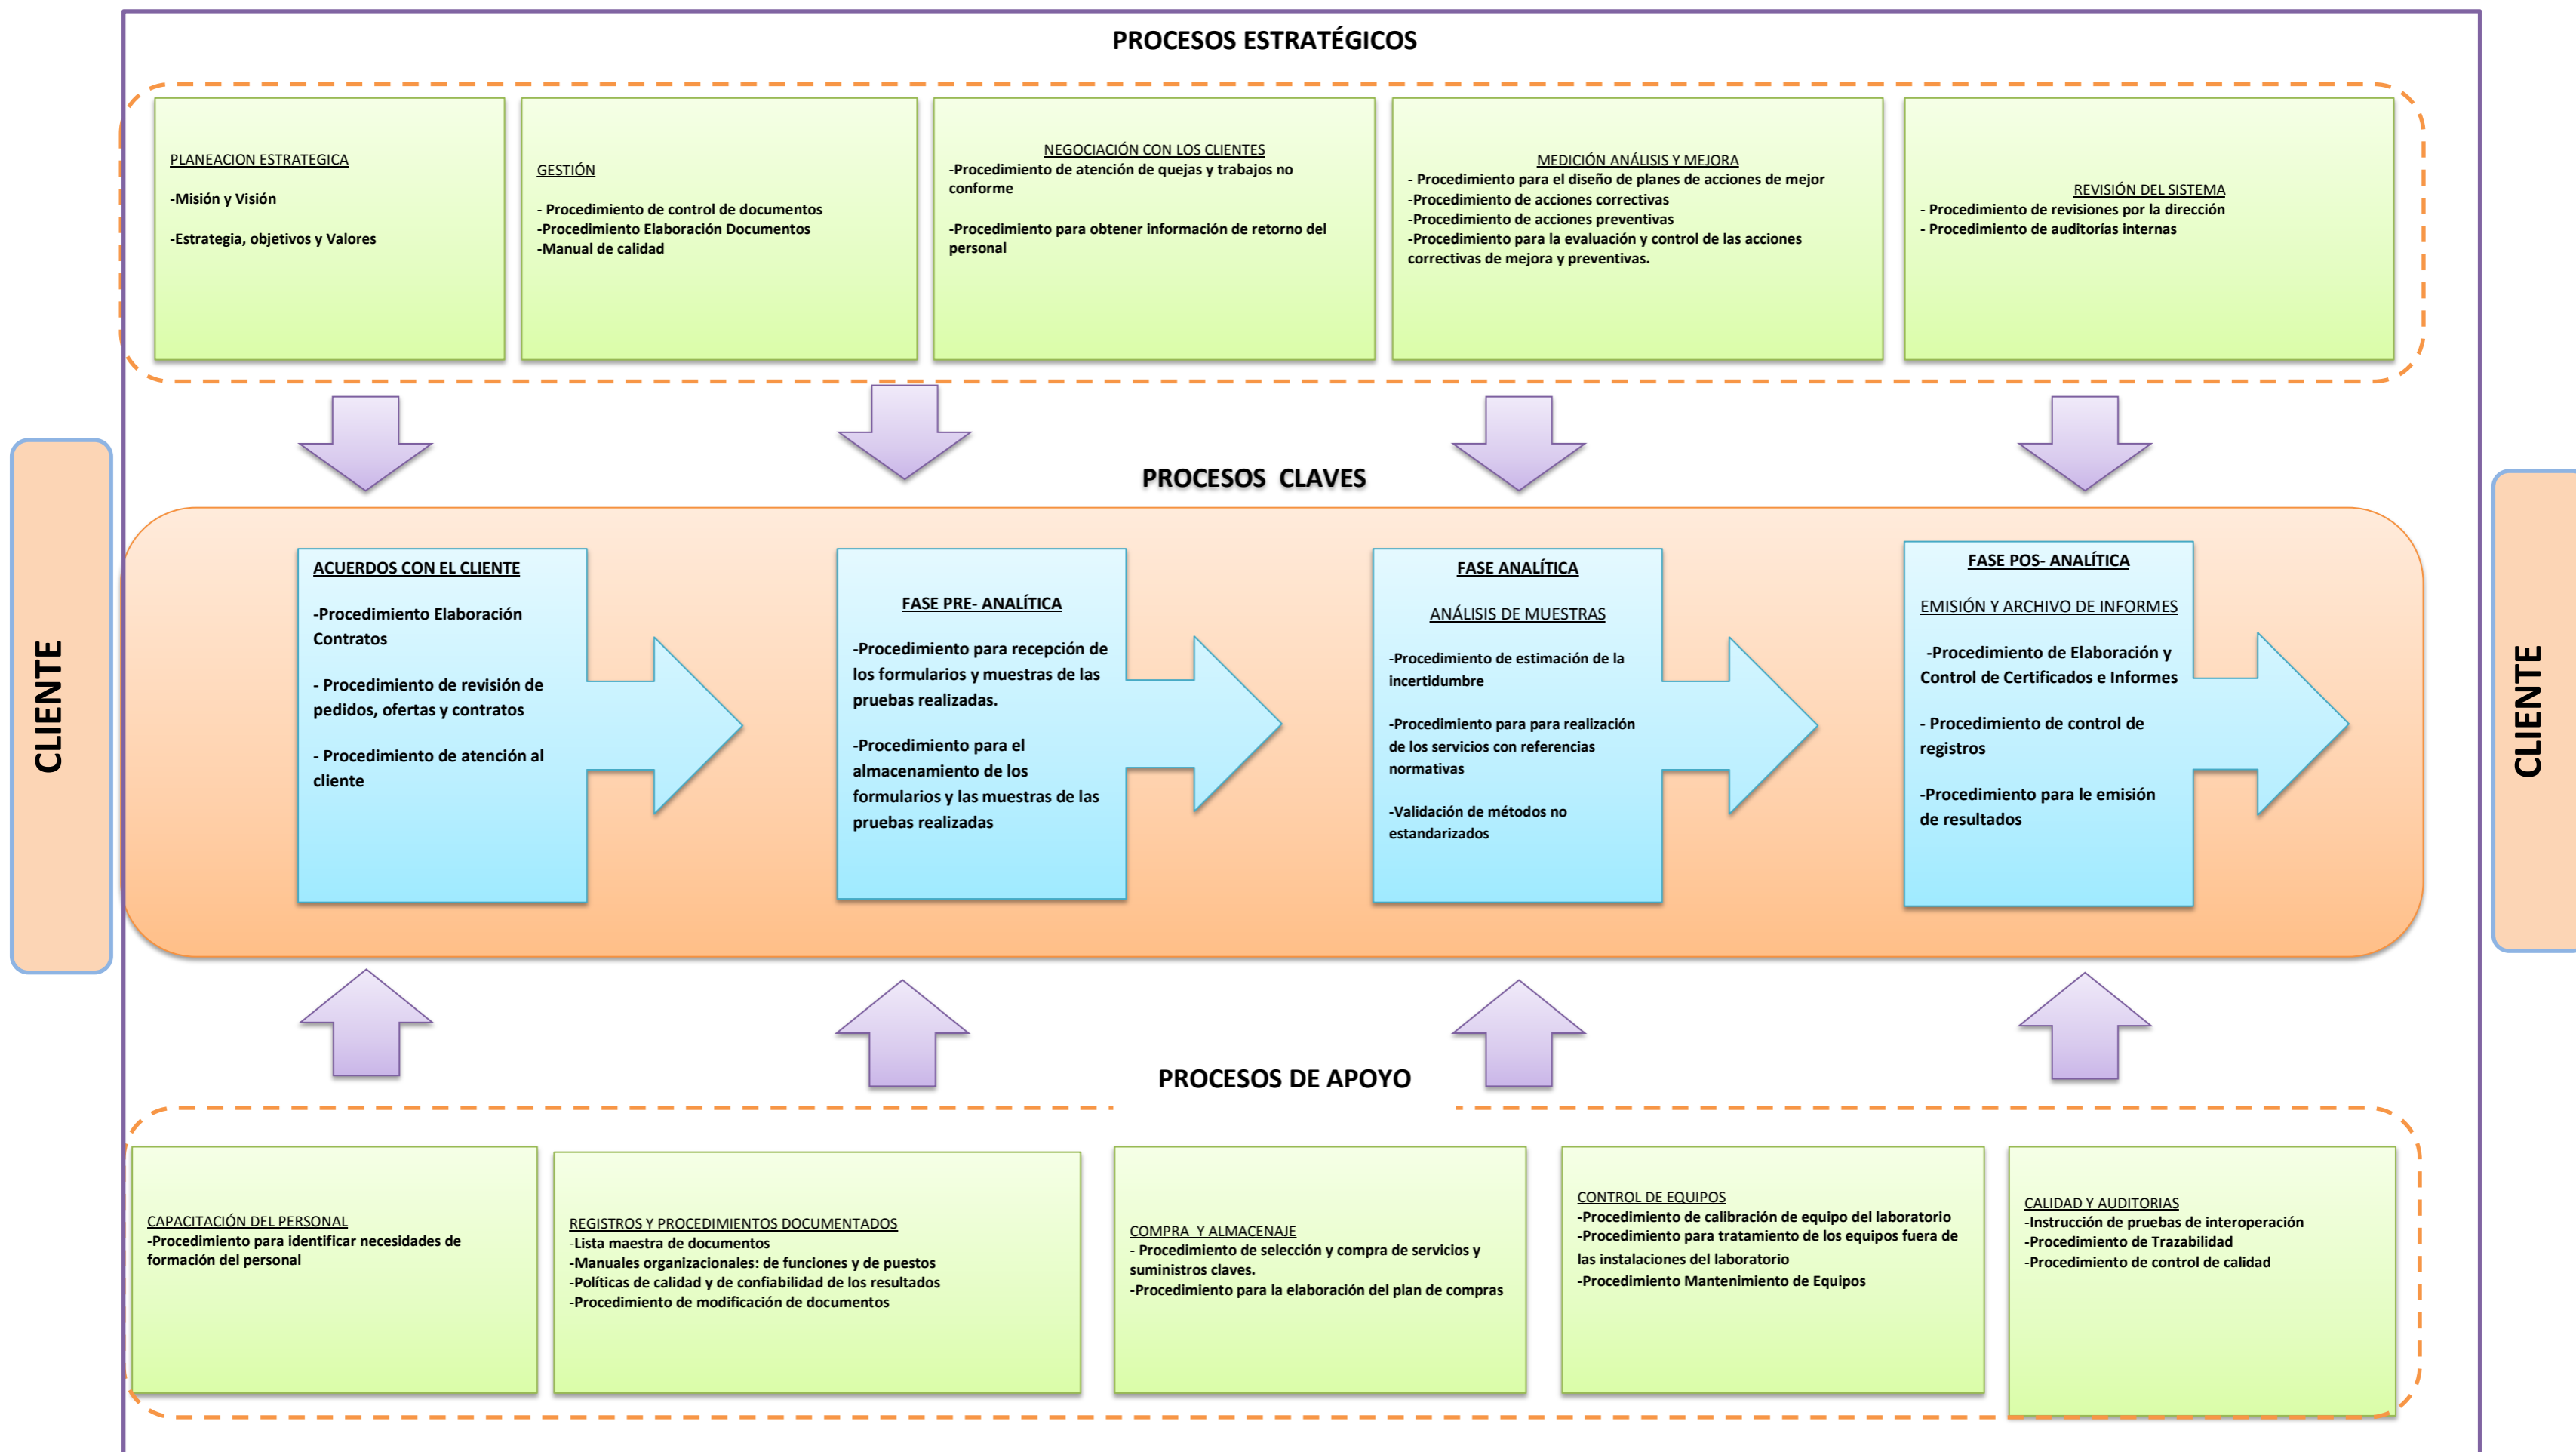 PROCESOS ESTRATÉGICOS
PLANEACION ESTRATEGICA
-Misión y Visión
-Estrategia, objetivos y Valores
GESTIÓN
- Procedimiento de control de documentos
-Procedimiento Elaboración Documentos
-Manual de calidad
NEGOCIACIÓN CON LOS CLIENTES
-Procedimiento de atención de quejas y trabajos no
conforme
-Procedimiento para obtener información de retorno del
personal
MEDICIÓN ANÁLISIS Y MEJORA
- Procedimiento para el diseño de planes de acciones de mejor
-Procedimiento de acciones correctivas
-Procedimiento de acciones preventivas
-Procedimiento para la evaluación y control de las acciones
correctivas de mejora y preventivas.
REVISIÓN DEL SISTEMA
- Procedimiento de revisiones por la dirección
- Procedimiento de auditorías internas
PROCESOS CLAVES
CLIENTE
ACUERDOS CON EL CLIENTE
-Procedimiento Elaboración
Contratos
- Procedimiento de revisión de
pedidos, ofertas y contratos
- Procedimiento de atención al
cliente
FASE PRE- ANALÍTICA
-Procedimiento para recepción de
los formularios y muestras de las
pruebas realizadas.
-Procedimiento para el
almacenamiento de los
formularios y las muestras de las
pruebas realizadas
FASE ANALÍTICA
ANÁLISIS DE MUESTRAS
-Procedimiento de estimación de la
incertidumbre
-Procedimiento para para realización
de los servicios con referencias
normativas
-Validación de métodos no
estandarizados
FASE POS- ANALÍTICA
EMISIÓN Y ARCHIVO DE INFORMES
-Procedimiento de Elaboración y
Control de Certificados e Informes
- Procedimiento de control de
registros
-Procedimiento para le emisión
de resultados
CLIENTE
PROCESOS DE APOYO
CAPACITACIÓN DEL PERSONAL
-Procedimiento para identificar necesidades de
formación del personal
REGISTROS Y PROCEDIMIENTOS DOCUMENTADOS
-Lista maestra de documentos
-Manuales organizacionales: de funciones y de puestos
-Políticas de calidad y de confiabilidad de los resultados
-Procedimiento de modificación de documentos
COMPRA Y ALMACENAJE
- Procedimiento de selección y compra de servicios y
suministros claves.
-Procedimiento para la elaboración del plan de compras
CONTROL DE EQUIPOS
-Procedimiento de calibración de equipo del laboratorio
-Procedimiento para tratamiento de los equipos fuera de
las instalaciones del laboratorio
-Procedimiento Mantenimiento de Equipos
CALIDAD Y AUDITORIAS
-Instrucción de pruebas de interoperación
-Procedimiento de Trazabilidad
-Procedimiento de control de calidad